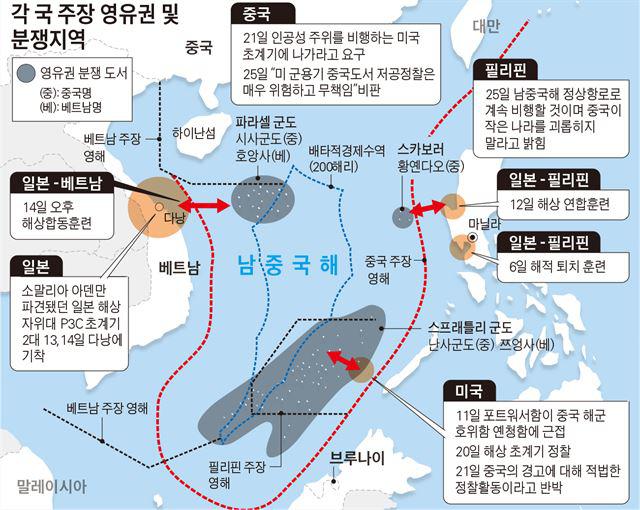 각 국 주장 영유권 및
분쟁지역
영유권 분쟁 도서
(중): 중국명
(베): 베트남명
중국
중국
21일 인공섬 주위를 비행하는 미국
초계기에 나가라고 요구
25일 “미 군용기 중국도서 저공정찰은
매우 위험하고 무책임”비판
대만
필리핀
25일 남중국해 정상항로로
계속 비행할 것이며 중국이
작은 나라를 괴롭히지
말라고 밝힘
베트남 주장
영해
하이난섬
파라셀 군도
시사군도(중)
호앙사(베)
배타적경제수역
(200해리)
스카보러
황옌다오(중)
일본-베트남
14일 오후
해상합동훈련
다낭
일본-필리핀
12일 해상 연합훈련
마닐라
일본-필리핀
6일 해적 퇴치 훈련
일본
소말리아 아덴만
파견됐던 일본 해상
자위대 P3C 초계기
2대 13,14일 다낭에
기착
베트남
남중국해
중국 주장
영해
스프래틀리 군도
난사군도(중) 쯔엉사(베)
베트남 주장 영해
필리핀 주장
영해
브루나이
말레이시아
미국
11일 포트워서함이 중국 해군
호위함 옌청함에 근접
20일 해상 초계기 정찰
21일 중국의 경고에 대해 적법한
정찰활동이라고 반박